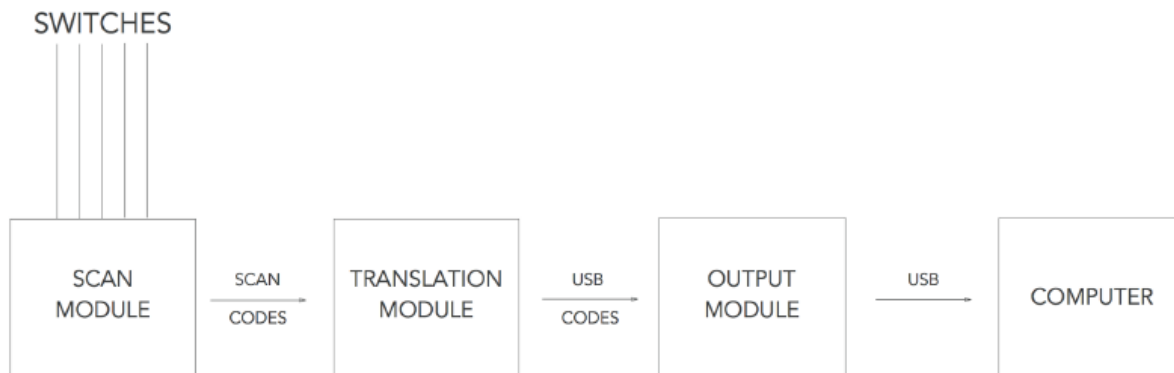 SWITCHES
SCAN
MODULE
SCAN
CODES
TRANSLATION
MODULE
USB
CODES
OUTPUT
MODULE
USB
COMPUTER